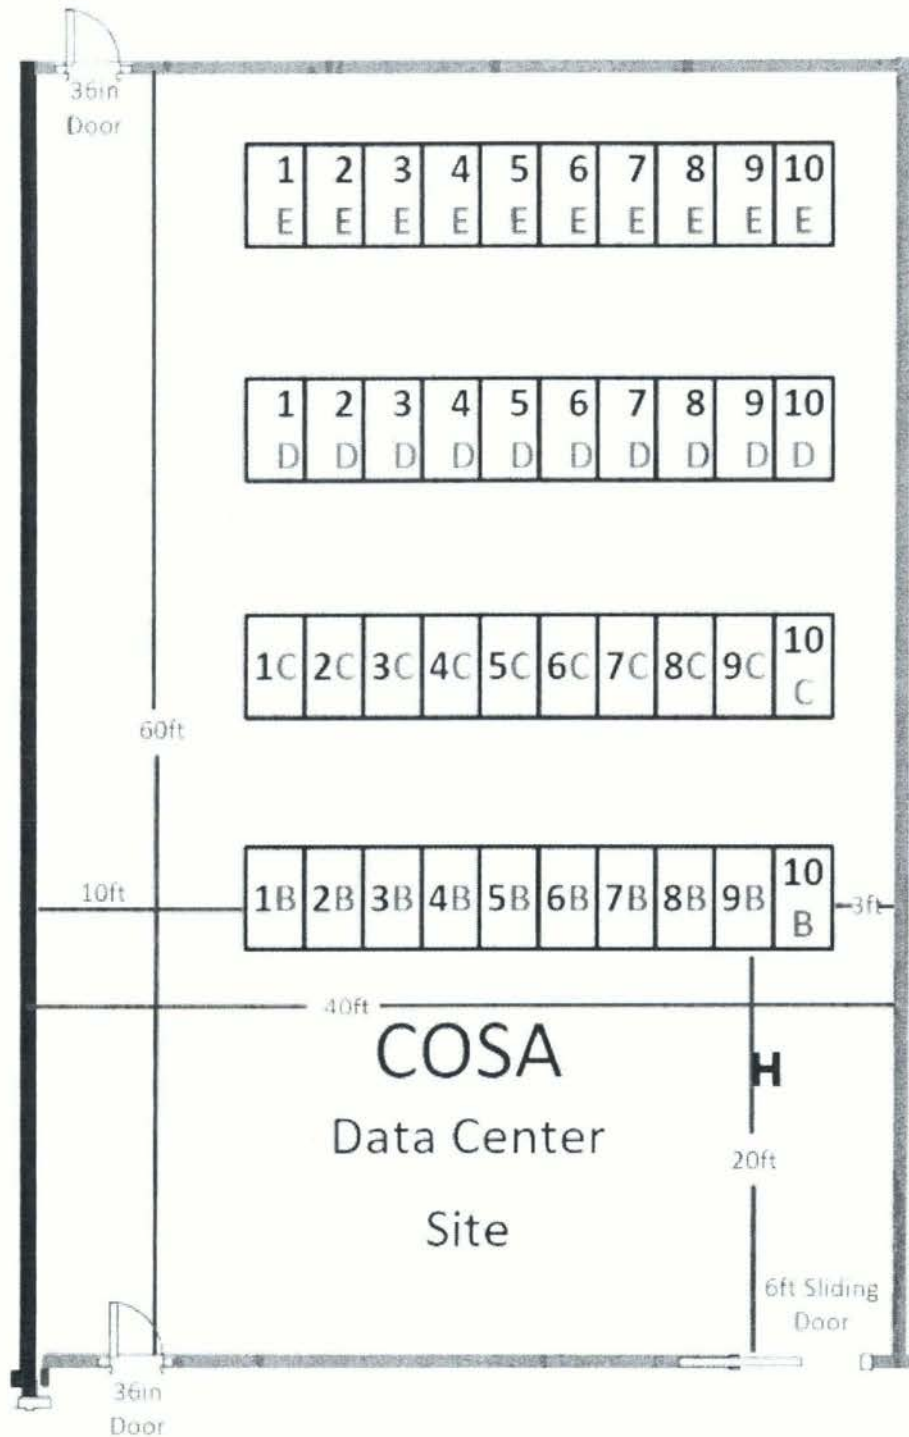 36in
Door
1 2 3 4 5 6 7 8 9 10
E E E E E E E E E E
1 2 3 4 5 6 7 8 9 10
D D D D D D D D D D
1C 2C 3C 4C 5C 6C 7C 8C 9C 10
C
60ft
1B 2B 3B 4B 5B 6B 7B 8B 9B 10
B
10ft
3ft
40ft
COSA
H
Data Center
20ft
Site
6ft Sliding
Door
36in
Door